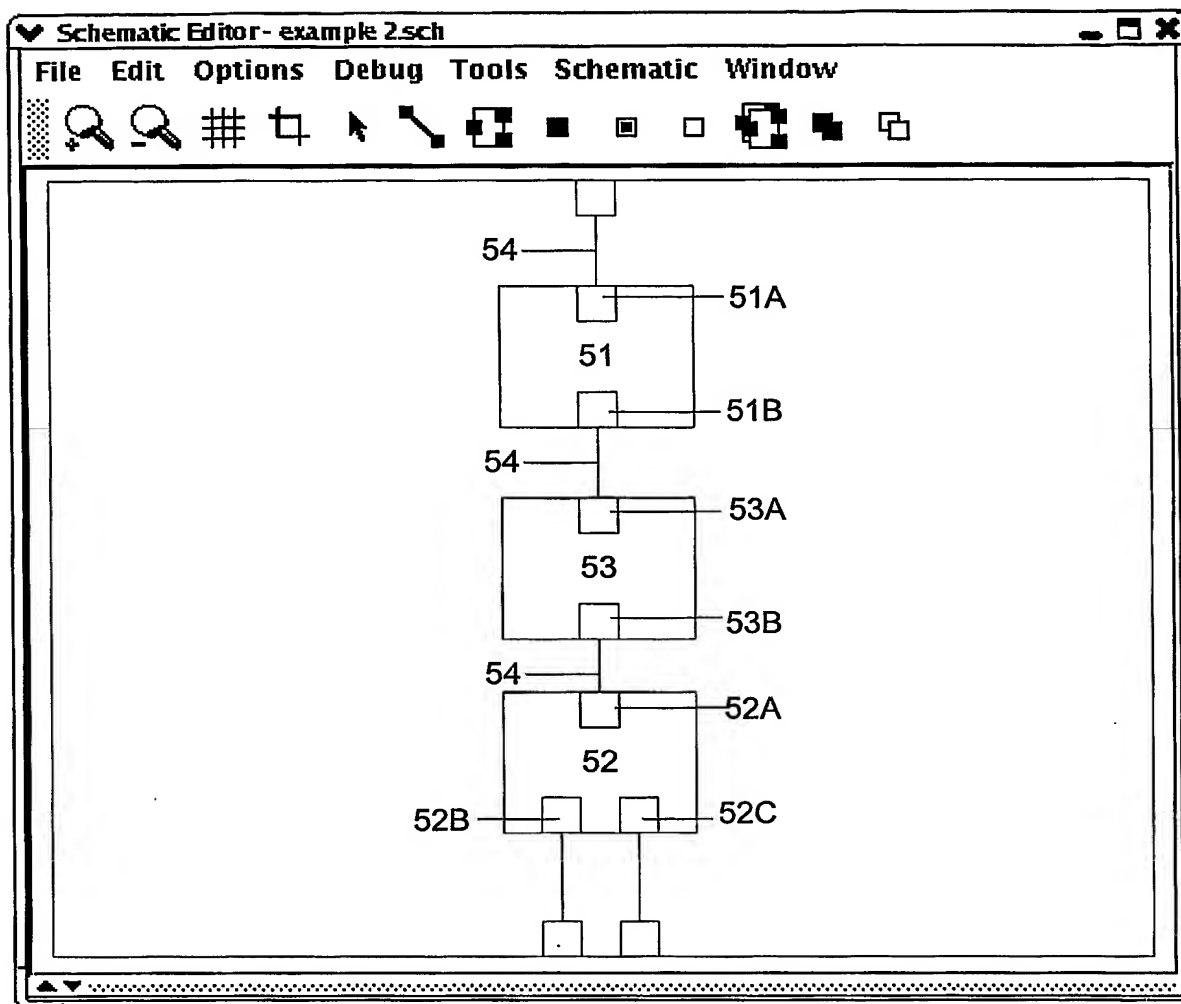 Schematic Editor- example 2.sch
File Edit Options Debug Tools Schematic Window
54
51A
51
51B
54
53A
53
53B
54
52A
52
52B
52C